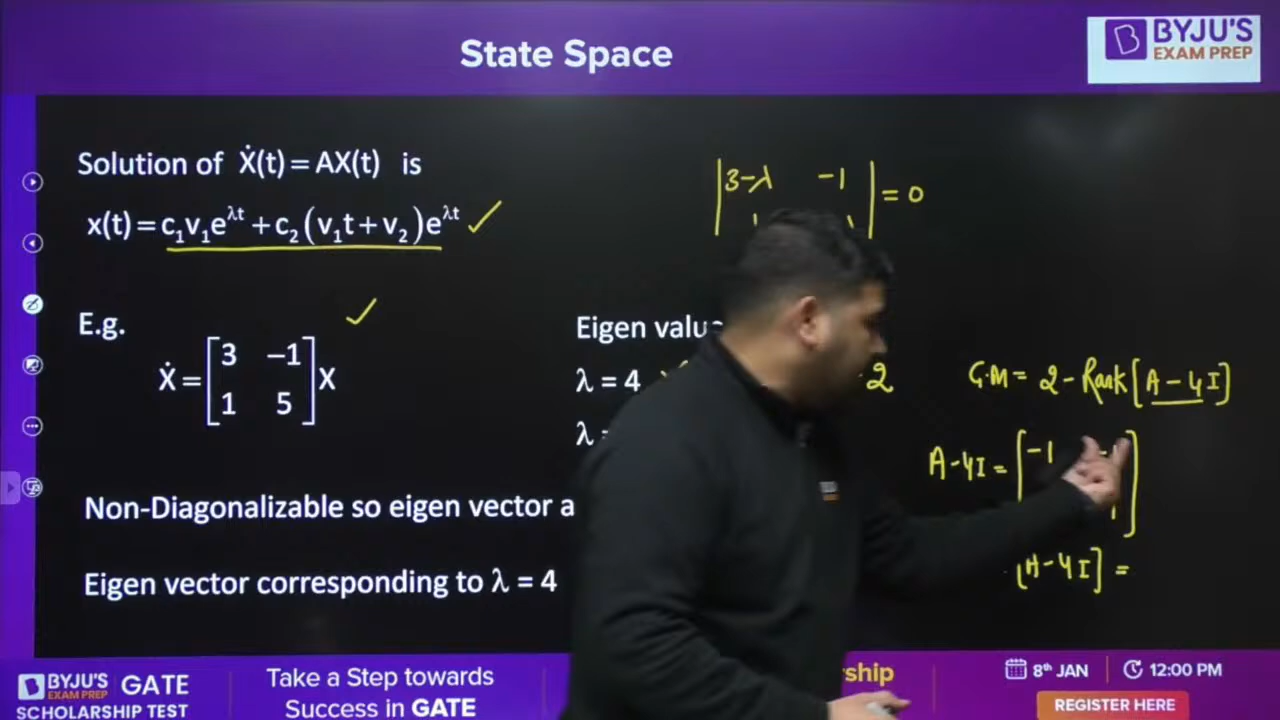 State Space
BYJU'S
EXAM PREP
Solution of Ẋ(t) = AX(t) is
x(t) = c₁v₁e^λt + c₂(v₁t + v₂)e^λt
|3-λ -1| = 0
E.g.
Ẋ = [3 –1
1 5] X
Eigen
λ = 4
2
λ =
G.M = 2 - Rank[A - 4I]
A-4I = [-1
1]
[A-4I] =
Non-Diagonalizable so eigen vector
Eigen vector corresponding to λ = 4
BYJU'S
EXAM PREP
GATE
SCHOLARSHIP TEST
Take a Step towards
Success in GATE
8th JAN
12:00 PM
REGISTER HERE